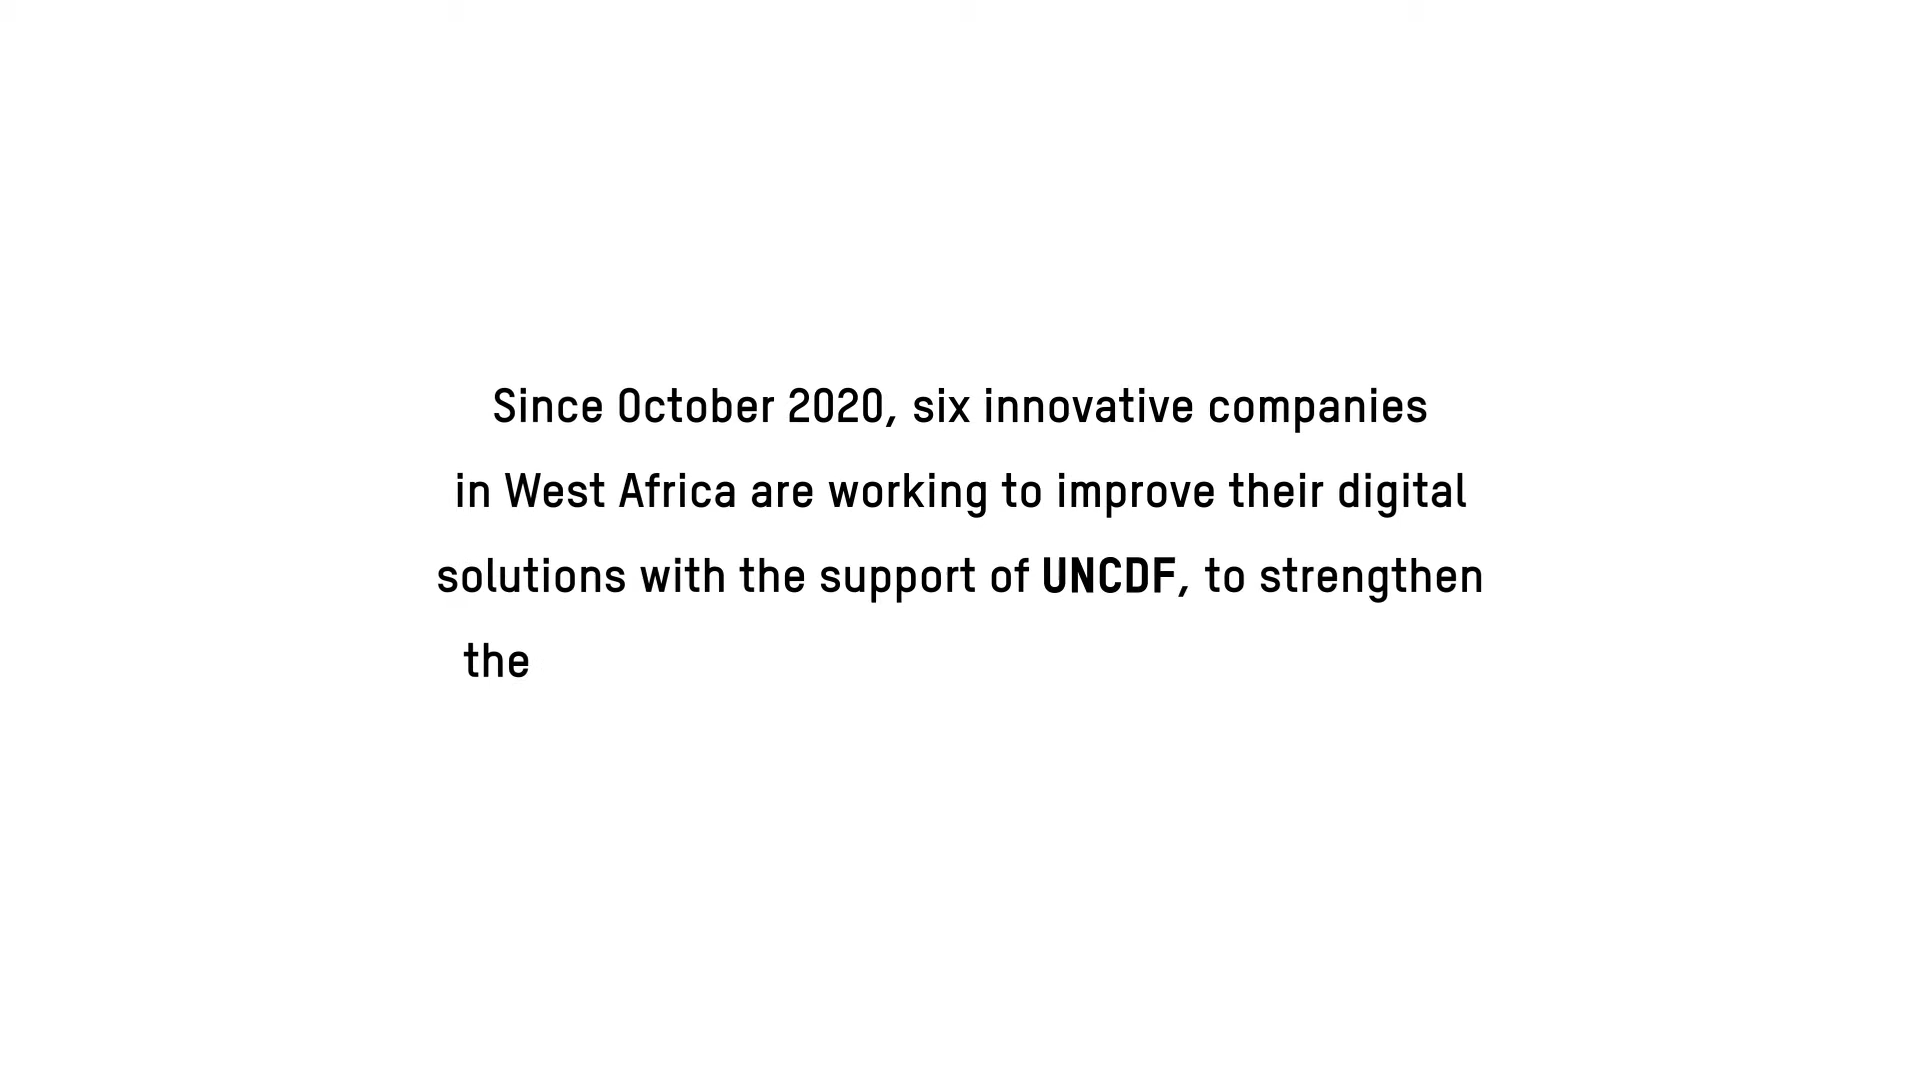 Since October 2020, six innovative companies
in West Africa are working to improve their digital
solutions with the support of UNCDF, to strengthen
the